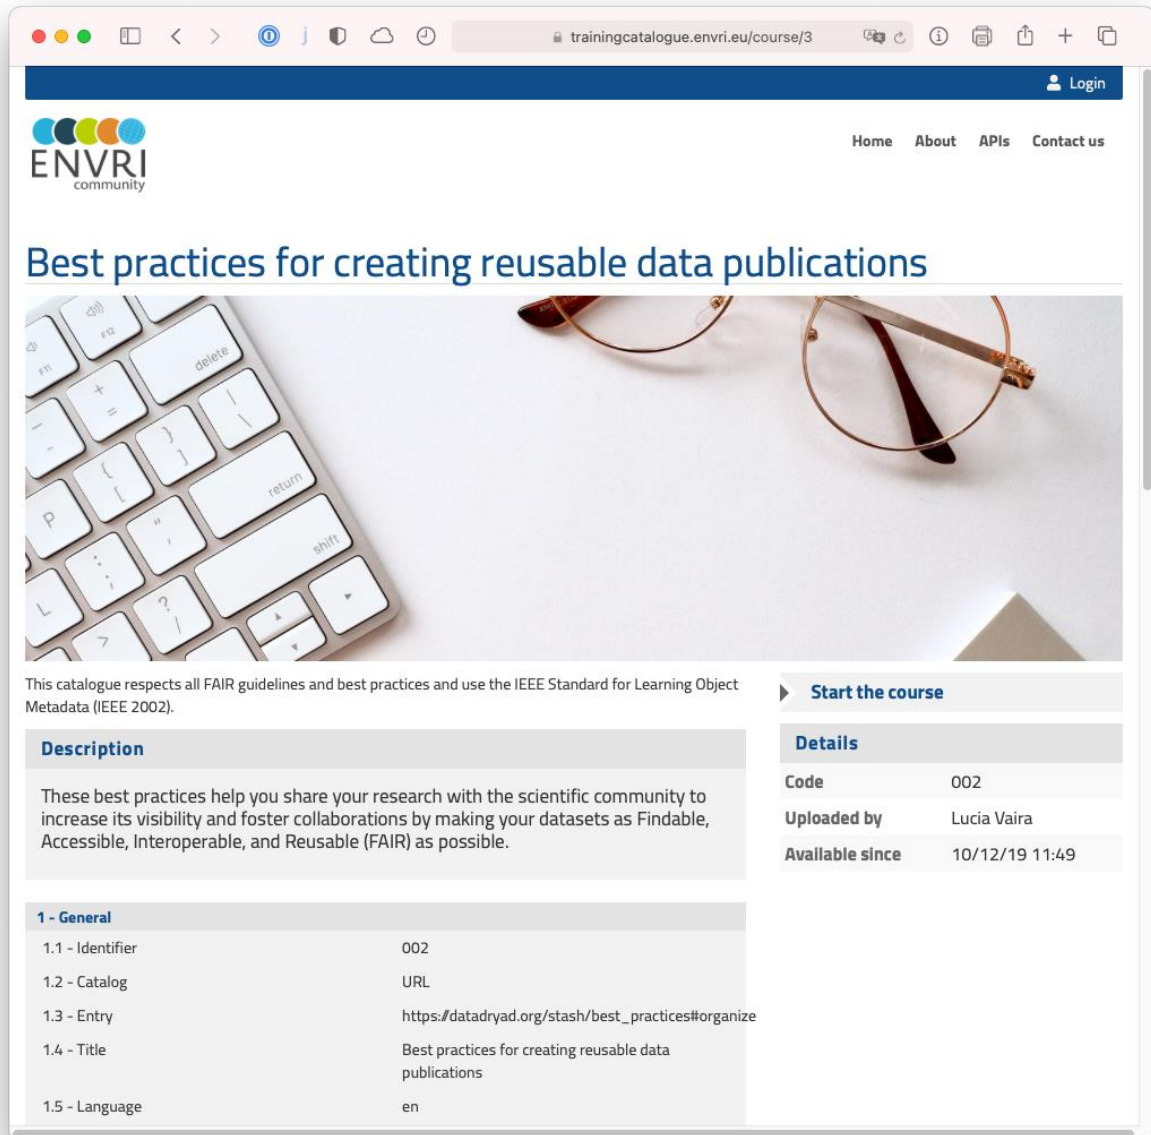 trainingcatalogue.envri.eu/course/3
Login
ENVRI
community
Home About APIs Contact us
Best practices for creating reusable data publications
F12
delete
F11
+
=
-
-
|
\
}
]
{
[
return
P
"
'
shift
:
;
L
?
/
>
This catalogue respects all FAIR guidelines and best practices and use the IEEE Standard for Learning Object
Metadata (IEEE 2002).
Start the course
Description
These best practices help you share your research with the scientific community to
increase its visibility and foster collaborations by making your datasets as Findable,
Accessible, Interoperable, and Reusable (FAIR) as possible.
Details
Code 002
Uploaded by Lucia Vaira
Available since 10/12/19 11:49
1 - General
1.1 - Identifier 002
1.2 - Catalog URL
1.3 - Entry https://datadryad.org/stash/best_practices#organize
1.4 - Title Best practices for creating reusable data
publications
1.5 - Language en